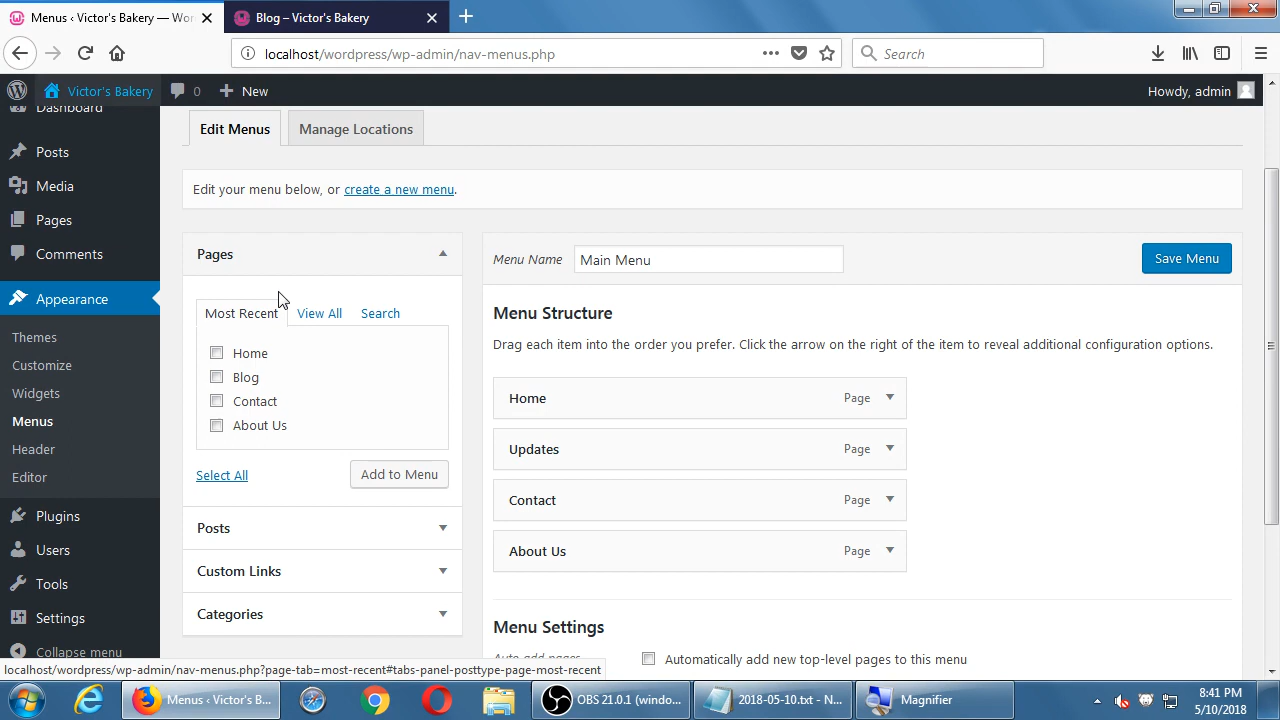 Menus ‹ Victor's Bakery — Wor
Blog – Victor's Bakery
localhost/wordpress/wp-admin/nav-menus.php
Search
Victor's Bakery
0
New
Howdy, admin
Dashboard
Posts
Media
Pages
Comments
Appearance
Themes
Customize
Widgets
Menus
Header
Editor
Plugins
Users
Tools
Settings
Collapse menu
Edit Menus
Manage Locations
Edit your menu below, or create a new menu.
Pages
Most Recent
View All
Search
Home
Blog
Contact
About Us
Select All
Add to Menu
Posts
Custom Links
Categories
Menu Name
Main Menu
Save Menu
Menu Structure
Drag each item into the order you prefer. Click the arrow on the right of the item to reveal additional configuration options.
Home Page
Updates Page
Contact Page
About Us Page
Menu Settings
Auto add pages
Automatically add new top-level pages to this menu
localhost/wordpress/wp-admin/nav-menus.php?page-tab=most-recent#tabs-panel-posttype-page-most-recent
Menus ‹ Victor's B...
OBS 21.0.1 (windo...
2018-05-10.txt - N...
Magnifier
8:41 PM
5/10/2018